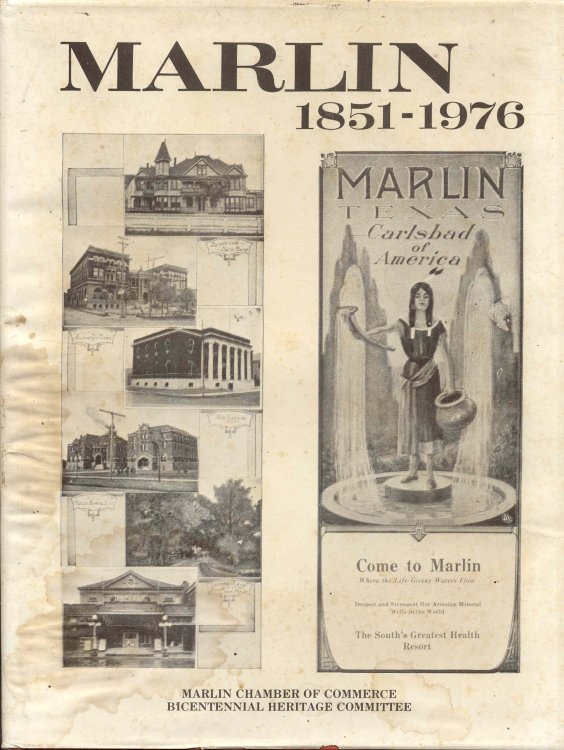 MARLIN
1851-1976
MARLIN
TEXAS
Carlsbad
of
America
Come to Marlin
Where the Life-Giving Waters Flow
Deepest and Strongest Hot Artesian Mineral
Wells in the World
The South's Greatest Health
Resort
MARLIN CHAMBER OF COMMERCE
BICENTENNIAL HERITAGE COMMITTEE